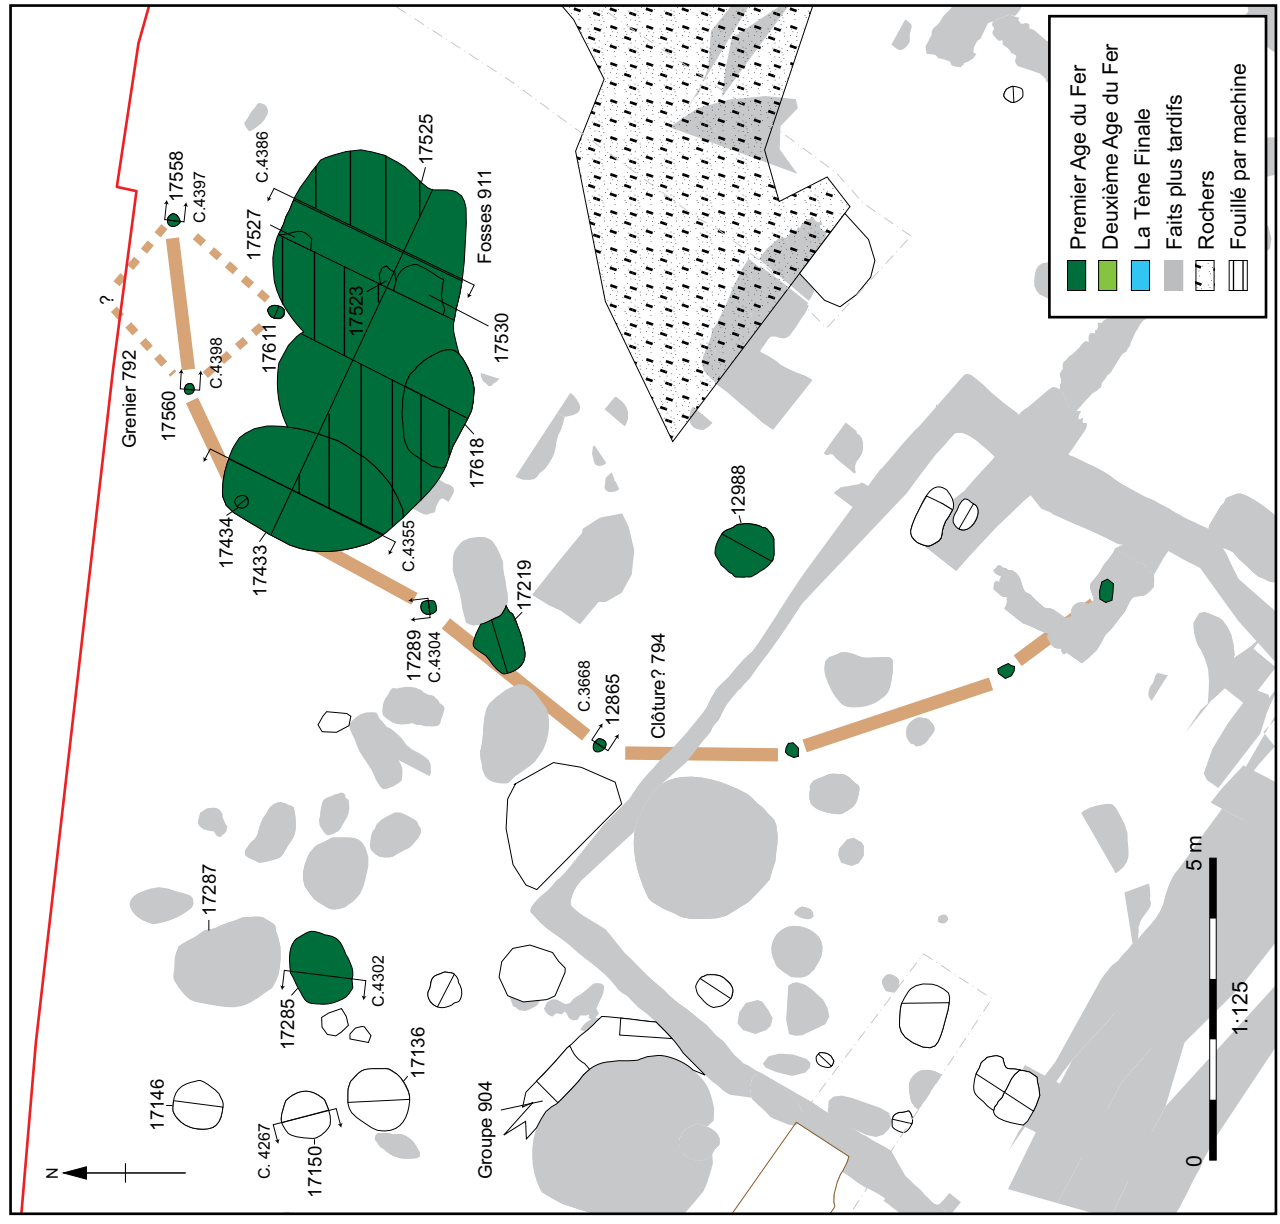 N
17146
C. 4267
17150
17136
17285
C.4302
17287
Groupe 904
Grenier 792
?
17558
C.4397
17560
C.4398
17611
17527
C.4386
17525
Fosses 911
17523
17530
17618
17434
17433
C.4355
17289
C.4304
17219
C.3668
12865
Clôture? 794
12988
Premier Age du Fer
Deuxième Age du Fer
La Tène Finale
Faits plus tardifs
Rochers
Fouillé par machine
0
5 m
1:125